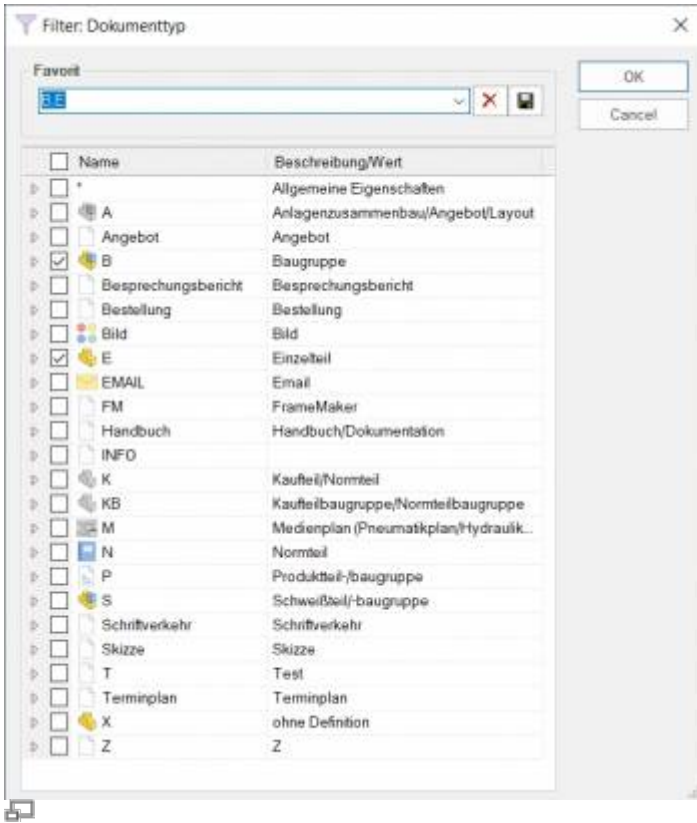 Filter: Dokumenttyp
Favorit
B;E
OK
Cancel
Name Beschreibung/Wert
* Allgemeine Eigenschaften
A Anlagenzusammenbau/Angebot/Layout
Angebot Angebot
B Baugruppe
Besprechungsbericht Besprechungsbericht
Bestellung Bestellung
Bild Bild
E Einzelteil
EMAIL Email
FM FrameMaker
Handbuch Handbuch/Dokumentation
INFO
K Kaufteil/Normteil
KB Kaufteilbaugruppe/Normteilbaugruppe
M Medienplan (Pneumatikplan/Hydraulik...
N Normteil
P Produktteil-/baugruppe
S Schweißteil/-baugruppe
Schriftverkehr Schriftverkehr
Skizze Skizze
T Test
Terminplan Terminplan
X ohne Definition
Z Z